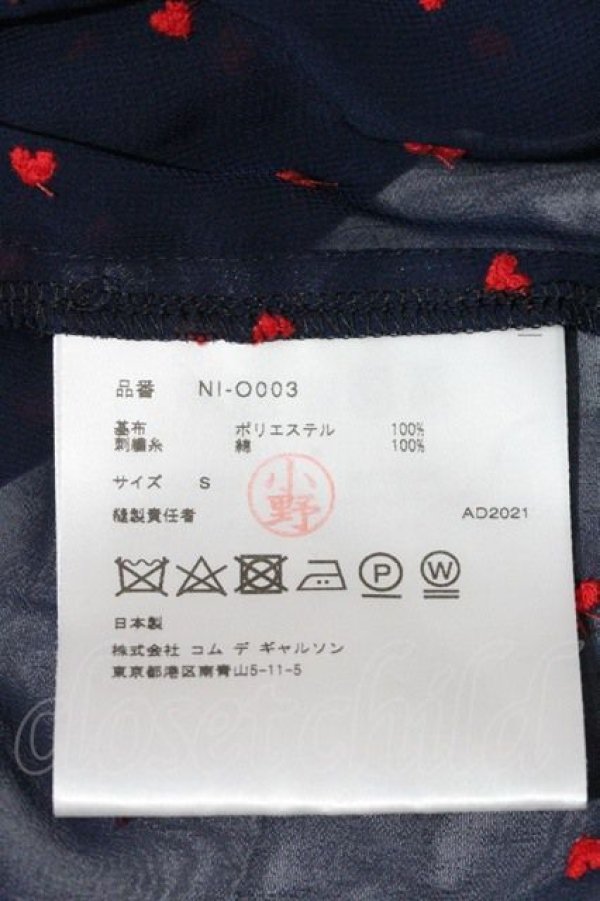 品番 NI-O003
基布 ポリエステル 100%
刺繍糸 綿 100%
サイズ S
小野
縫製責任者 AD2021
P
W
日本製
株式会社 コム デ ギャルソン
東京都港区南青山5-11-5
closet child